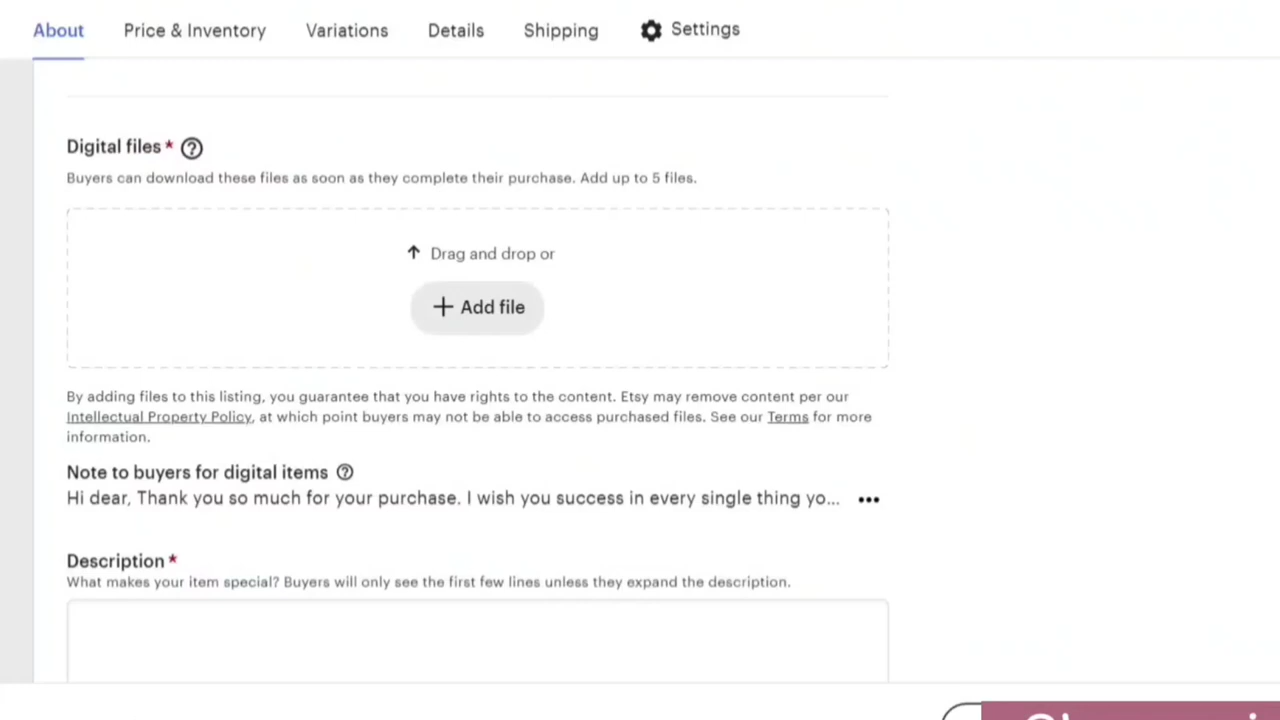 About Price & Inventory Variations Details Shipping Settings
Digital files *
Buyers can download these files as soon as they complete their purchase. Add up to 5 files.
Drag and drop or
+ Add file
By adding files to this listing, you guarantee that you have rights to the content. Etsy may remove content per our
Intellectual Property Policy, at which point buyers may not be able to access purchased files. See our Terms for more
information.
Note to buyers for digital items
Hi dear, Thank you so much for your purchase. I wish you success in every single thing yo... •••
Description *
What makes your item special? Buyers will only see the first few lines unless they expand the description.